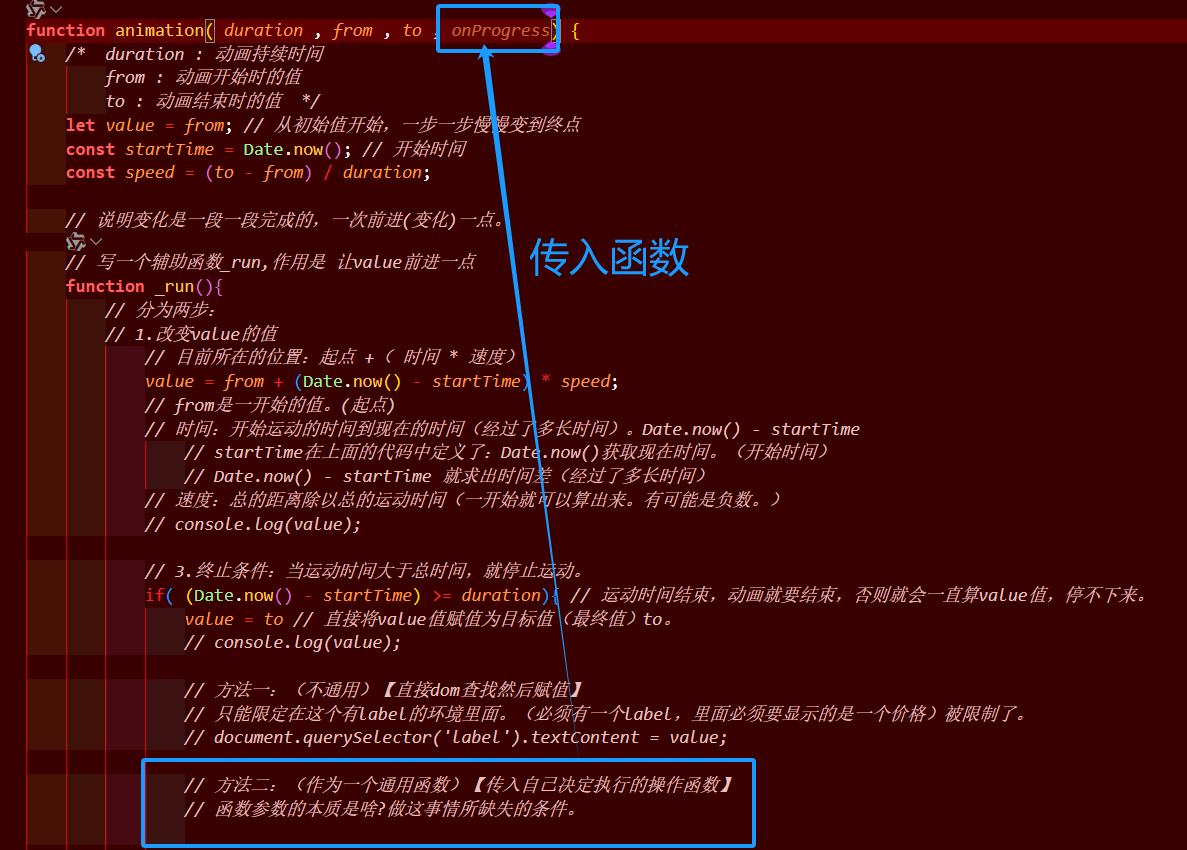 function animation( duration , from , to , onProgress) {
/*  duration : 动画持续时间
from : 动画开始时的值
to : 动画结束时的值  */
let value = from; // 从初始值开始，一步一步慢慢变到终点
const startTime = Date.now(); // 开始时间
const speed = (to - from) / duration;
// 说明变化是一段一段完成的，一次前进(变化)一点。
// 写一个辅助函数_run,作用是 让value前进一点
传入函数
function _run(){
// 分为两步：
// 1.改变value的值
// 目前所在的位置：起点 +（ 时间 * 速度）
value = from + (Date.now() - startTime) * speed;
// from是一开始的值。(起点)
// 时间：开始运动的时间到现在的时间（经过了多长时间）。Date.now() - startTime
// startTime在上面的代码中定义了：Date.now()获取现在时间。（开始时间）
// Date.now() - startTime 就求出时间差（经过了多长时间）
// 速度：总的距离除以总的运动时间（一开始就可以算出来。有可能是负数。）
// console.log(value);
// 3.终止条件：当运动时间大于总时间，就停止运动。
if( (Date.now() - startTime) >= duration){ // 运动时间结束，动画就要结束，否则就会一直算value值，停不下来。
value = to // 直接将value值赋值为目标值（最终值）to。
// console.log(value);
// 方法一：（不通用）【直接dom查找然后赋值】
// 只能限定在这个有label的环境里面。（必须有一个label，里面必须要显示的是一个价格）被限制了。
// document.querySelector('label').textContent = value;
// 方法二：（作为一个通用函数）【传入自己决定执行的操作函数】
// 函数参数的本质是啥?做这事情所缺失的条件。